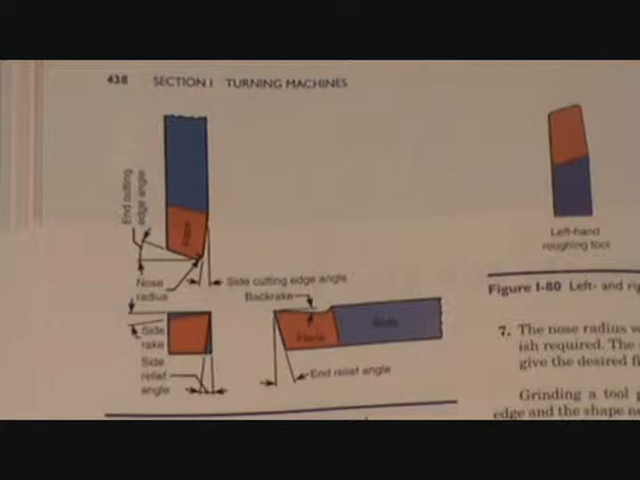 438 SECTION I TURNING MACHINES
End cutting
edge angle
Face
Nose
radius
Side cutting edge angle
Backrake
Side
rake
Side
relief
angle
Body
End relief angle
Left-hand
roughing tool
Figure I-80 Left- and
7. The nose radius
ish required. The
give the desired
Grinding a tool
edge and the shape